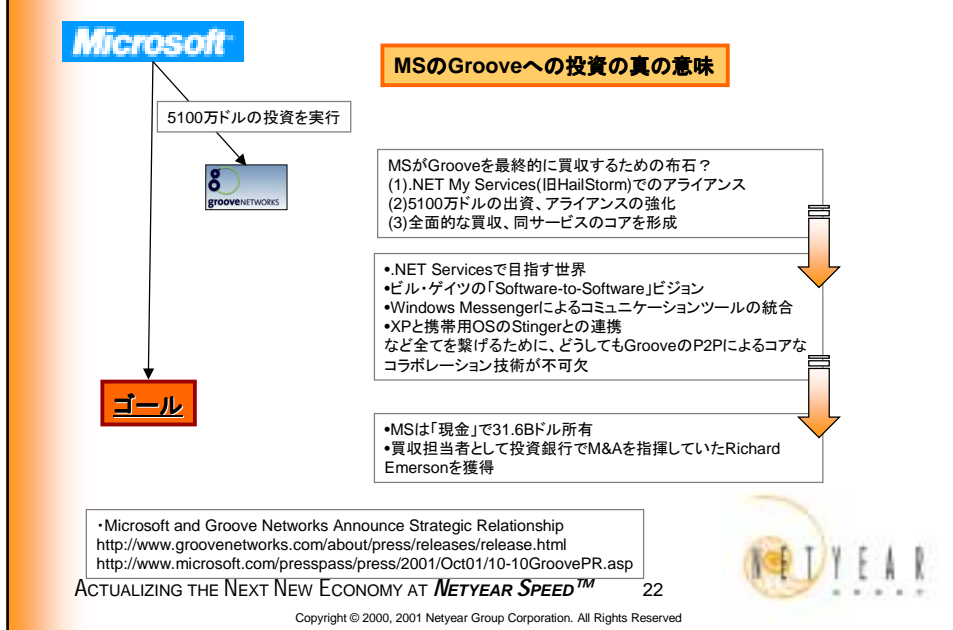 Microsoft
MSのGrooveへの投資の真の意味
5100万ドルの投資を実行
groovenetworks
MSがGrooveを最終的に買収するための布石？
(1).NET My Services(旧HailStorm)でのアライアンス
(2)5100万ドルの出資、アライアンスの強化
(3)全面的な買収、同サービスのコアを形成
•.NET Servicesで目指す世界
•ビル・ゲイツの「Software-to-Software」ビジョン
•Windows Messengerによるコミュニケーションツールの統合
•XPと携帯用OSのStingerとの連携
など全てを繋げるために、どうしてもGrooveのP2Pによるコアな
コラボレーション技術が不可欠
ゴール
•MSは「現金」で31.6Bドル所有
•買収担当者として投資銀行でM&Aを指揮していたRichard
Emersonを獲得
・Microsoft and Groove Networks Announce Strategic Relationship
http://www.groovenetworks.com/about/press/releases/release.html
http://www.microsoft.com/presspass/press/2001/Oct01/10-10GroovePR.asp
NETYEAR
GROUP
ACTUALIZING THE NEXT NEW ECONOMY AT NETYEAR SPEED™ 22
Copyright © 2000, 2001 Netyear Group Corporation. All Rights Reserved